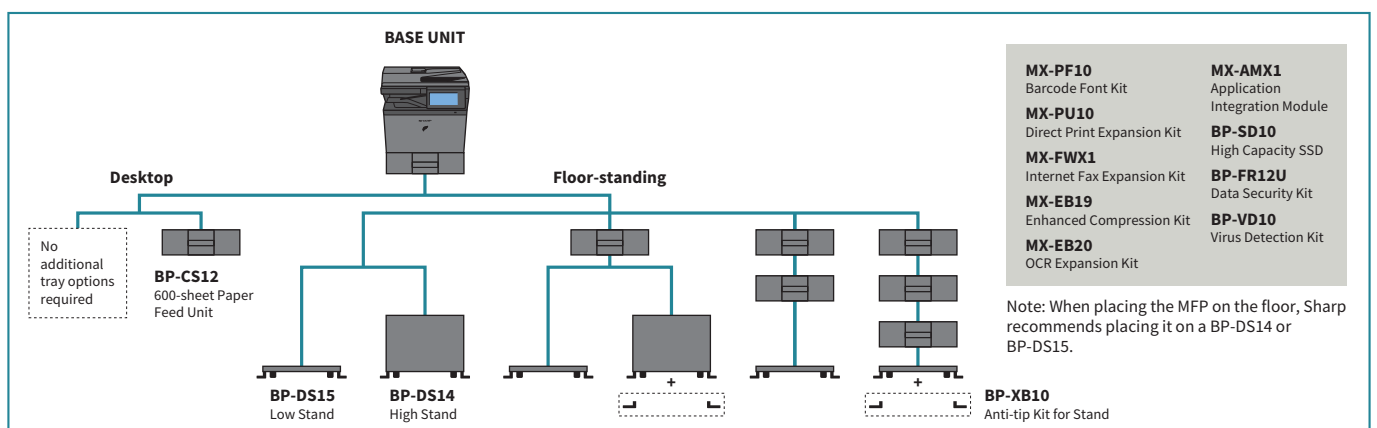 BASE UNIT
Desktop
Floor-standing
No
additional
tray options
required
BP-CS12
600-sheet Paper
Feed Unit
BP-DS15
Low Stand
BP-DS14
High Stand
+
+
BP-XB10
Anti-tip Kit for Stand
MX-PF10
Barcode Font Kit
MX-PU10
Direct Print Expansion Kit
MX-FWX1
Internet Fax Expansion Kit
MX-EB19
Enhanced Compression Kit
MX-EB20
OCR Expansion Kit
MX-AMX1
Application
Integration Module
BP-SD10
High Capacity SSD
BP-FR12U
Data Security Kit
BP-VD10
Virus Detection Kit
Note: When placing the MFP on the floor, Sharp
recommends placing it on a BP-DS14 or
BP-DS15.